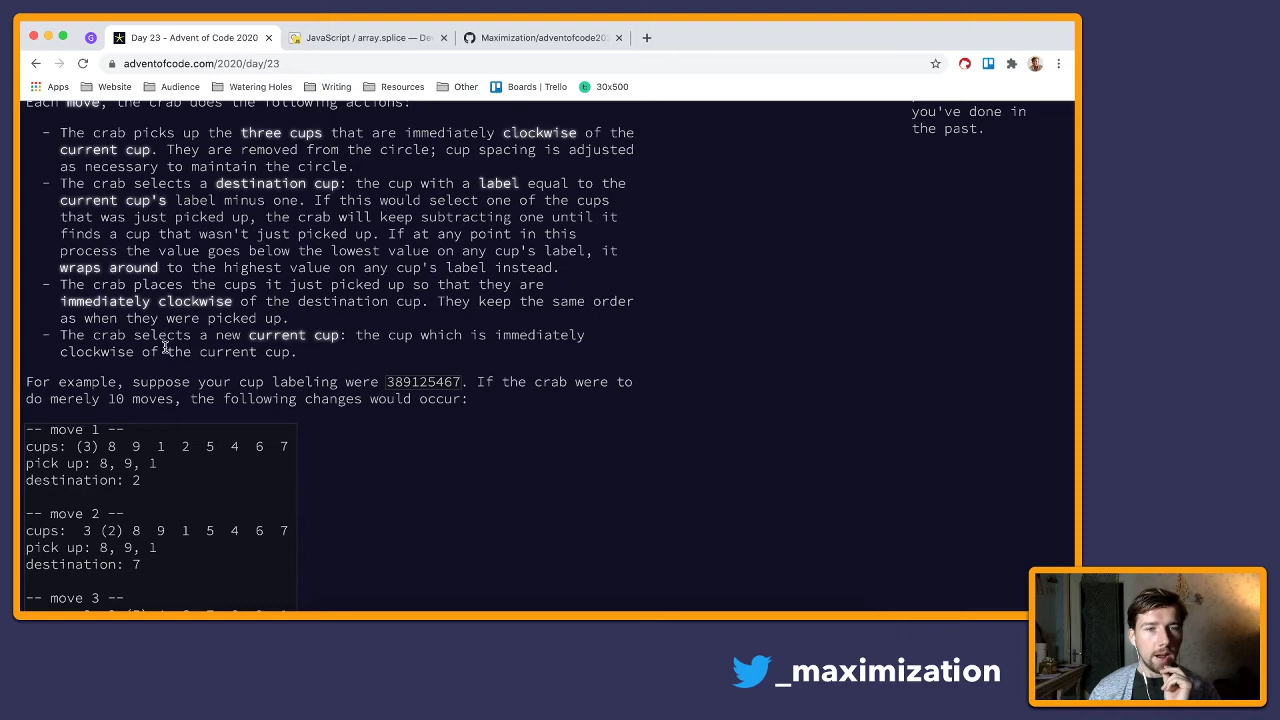 Day 23 - Advent of Code 2020
JavaScript / array.splice — De
Maximization/adventofcode202
adventofcode.com/2020/day/23
Apps Website Audience Watering Holes Writing Resources Other Boards | Trello 30x500
Each move, the crab does the following actions:
- The crab picks up the three cups that are immediately clockwise of the
current cup. They are removed from the circle; cup spacing is adjusted
as necessary to maintain the circle.
- The crab selects a destination cup: the cup with a label equal to the
current cup's label minus one. If this would select one of the cups
that was just picked up, the crab will keep subtracting one until it
finds a cup that wasn't just picked up. If at any point in this
process the value goes below the lowest value on any cup's label, it
wraps around to the highest value on any cup's label instead.
- The crab places the cups it just picked up so that they are
immediately clockwise of the destination cup. They keep the same order
as when they were picked up.
- The crab selects a new current cup: the cup which is immediately
clockwise of the current cup.
For example, suppose your cup labeling were 389125467. If the crab were to
do merely 10 moves, the following changes would occur:
-- move 1 --
cups: (3) 8 9 1 2 5 4 6 7
pick up: 8, 9, 1
destination: 2
-- move 2 --
cups: 3 (2) 8 9 1 5 4 6 7
pick up: 8, 9, 1
destination: 7
-- move 3 --
you've done in
the past.
_maximization